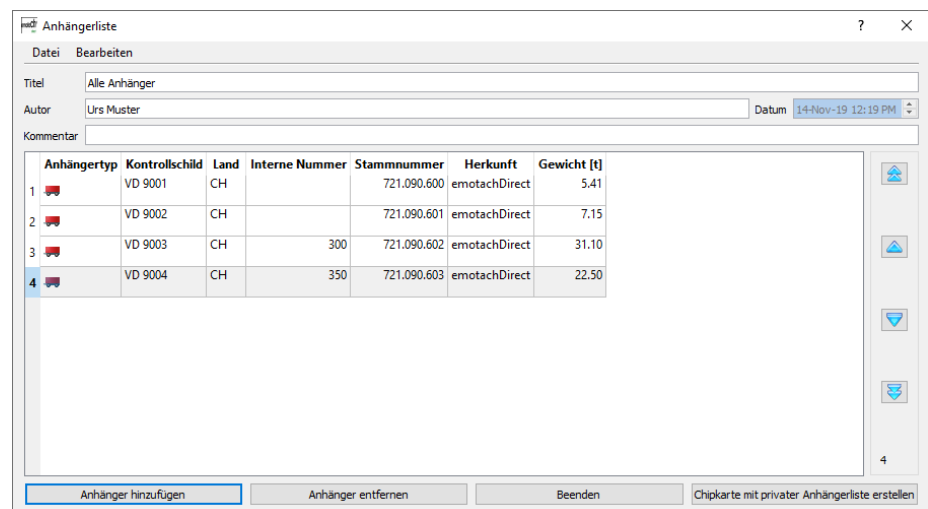 Anhängerliste ? ×
Datei Bearbeiten
Titel Alle Anhänger
Autor Urs Muster Datum 14-Nov-19 12:19 PM
Kommentar
Anhängertyp Kontrollschild Land Interne Nummer Stammnummer Herkunft Gewicht [t]
1 VD 9001 CH 721.090.600 emotachDirect 5.41
2 VD 9002 CH 721.090.601 emotachDirect 7.15
3 VD 9003 CH 300 721.090.602 emotachDirect 31.10
4 VD 9004 CH 350 721.090.603 emotachDirect 22.50
4
Anhänger hinzufügen Anhänger entfernen Beenden Chipkarte mit privater Anhängerliste erstellen